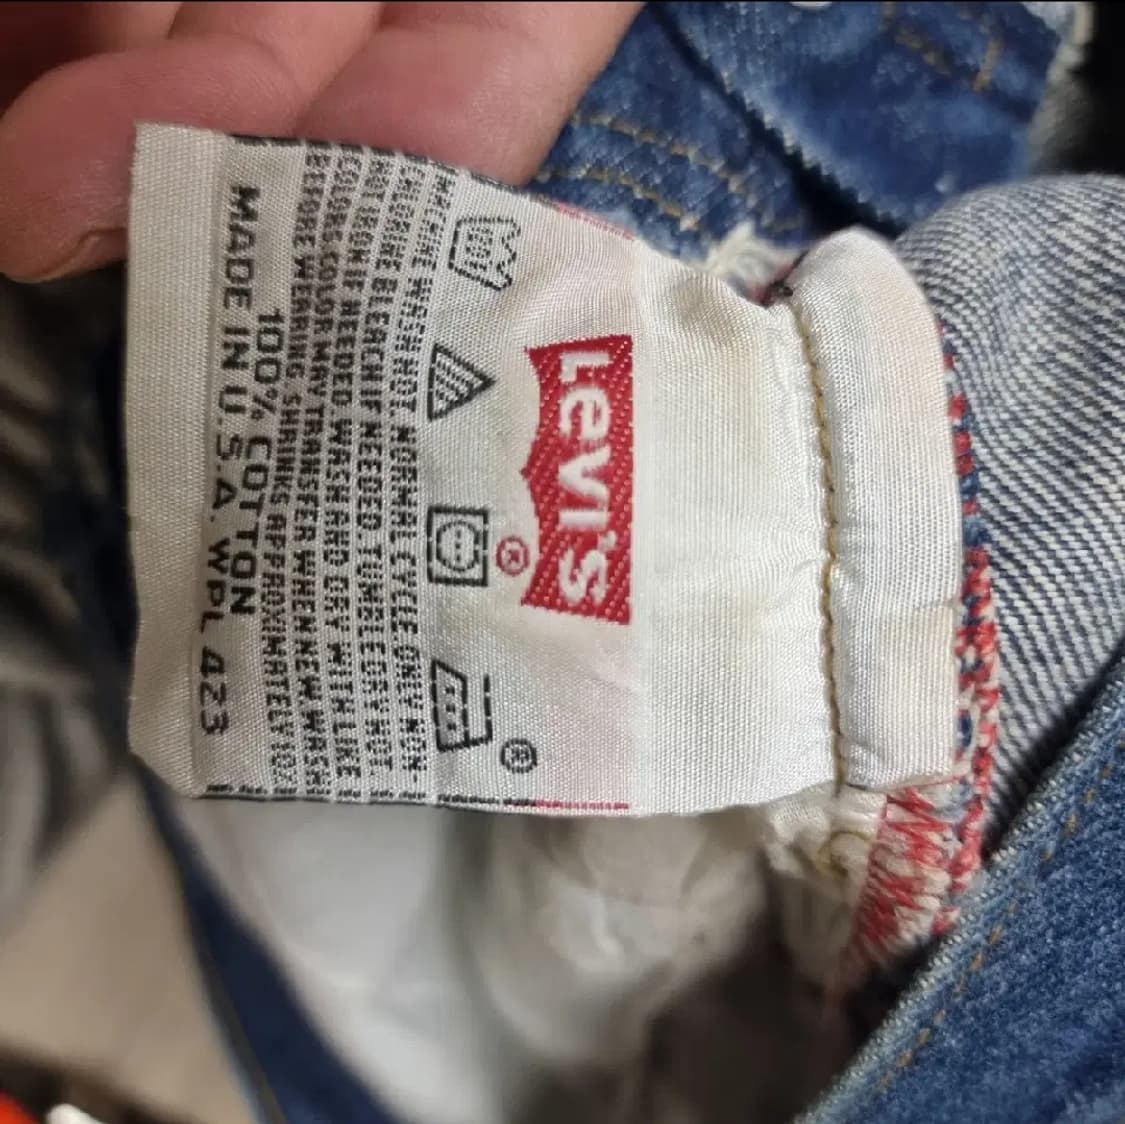 Levi's
®
®
MACHINE WASH HOT NORMAL CYCLE ONLY NON-
CHLORINE BLEACH IF NEEDED TUMBLE DRY HOT.
HOT IRON IF NEEDED WASH AND DRY WITH LIKE
COLORS COLOR MAY TRANSFER WHEN NEW. WASH
BEFORE WEARING. SHRINKS APPROXIMATELY 10%
100% COTTON
MADE IN U.S.A. WPL 423